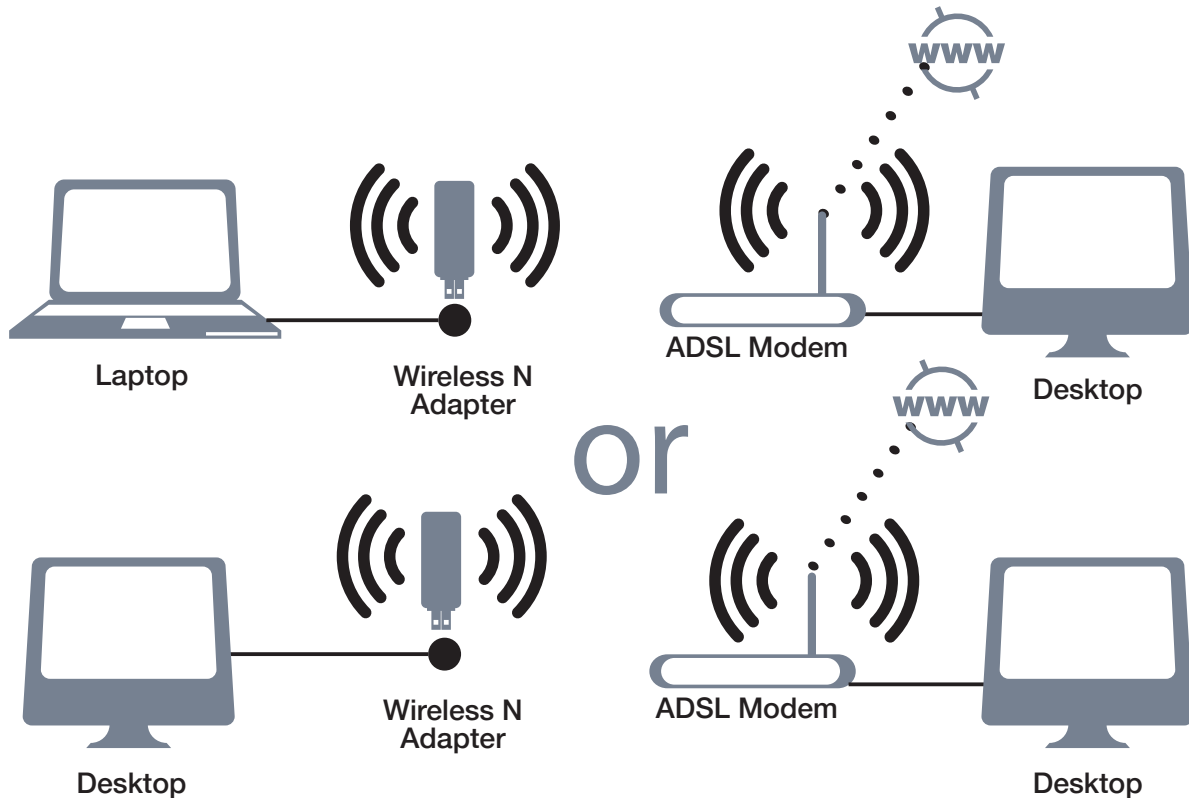 www
Laptop
Wireless N
Adapter
ADSL Modem
Desktop
or
www
Desktop
Wireless N
Adapter
ADSL Modem
Desktop